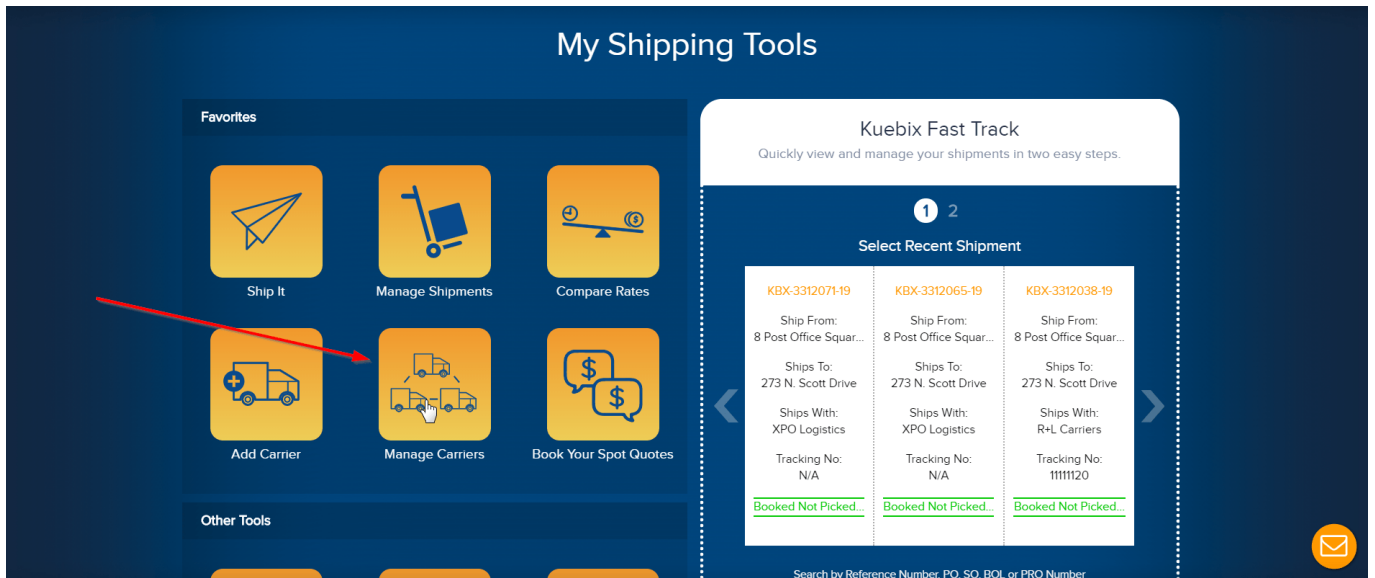 My Shipping Tools
Favorites
Ship It
Manage Shipments
Compare Rates
Add Carrier
Manage Carriers
$
$
Book Your Spot Quotes
Other Tools
Kuebix Fast Track
Quickly view and manage your shipments in two easy steps.
1 2
Select Recent Shipment
KBX-3312071-19
Ship From:
8 Post Office Squar...
Ships To:
273 N. Scott Drive
Ships With:
XPO Logistics
Tracking No:
N/A
Booked Not Picked...
KBX-3312065-19
Ship From:
8 Post Office Squar...
Ships To:
273 N. Scott Drive
Ships With:
XPO Logistics
Tracking No:
N/A
Booked Not Picked...
KBX-3312038-19
Ship From:
8 Post Office Squar...
Ships To:
273 N. Scott Drive
Ships With:
R+L Carriers
Tracking No:
11111120
Booked Not Picked...
Search by Reference Number, PO, SO, BOL or PRO Number